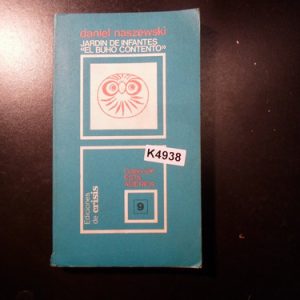 daniel naszewski
JARDIN DE INFANTES
«EL BUHO CONTENTO»
K4938
9
Ediciones
de crisis